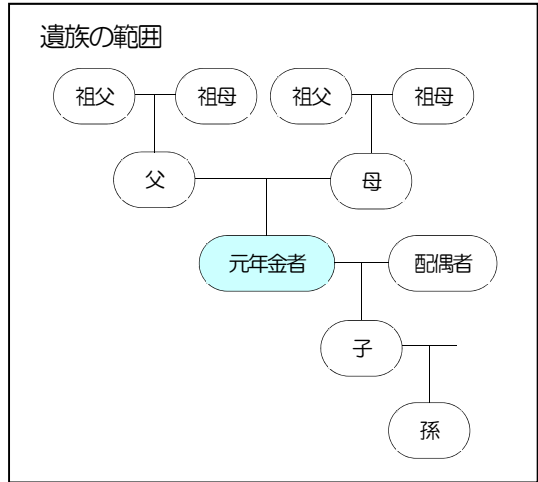 遺族の範囲
祖父 祖母 祖父 祖母
父 母
元年金者 配偶者
子
孫